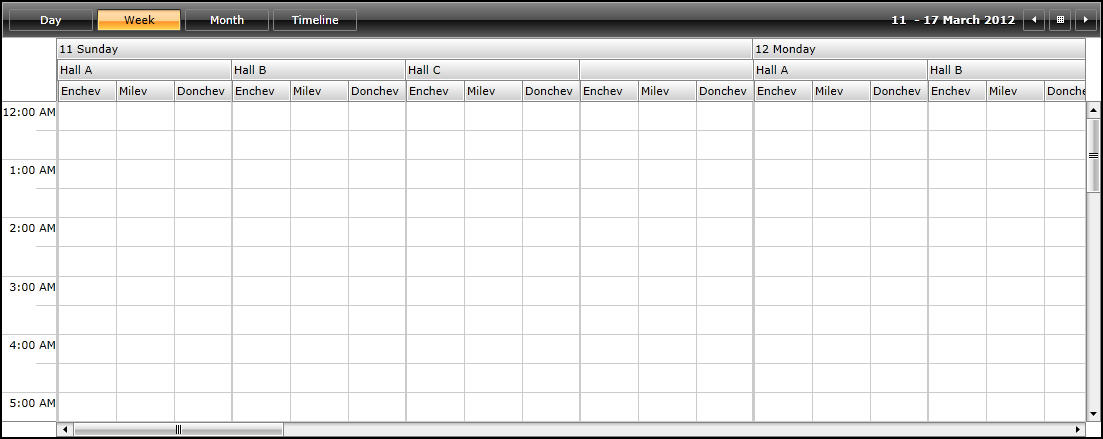 Day Week Month Timeline 11 - 17 March 2012
11 Sunday 12 Monday
Hall A Hall B Hall C Hall A Hall B
Enchev Milev Donchev Enchev Milev Donchev Enchev Milev Donchev Enchev Milev Donchev Enchev Milev Donchev Enchev Milev Donche
12:00 AM
1:00 AM
2:00 AM
3:00 AM
4:00 AM
5:00 AM